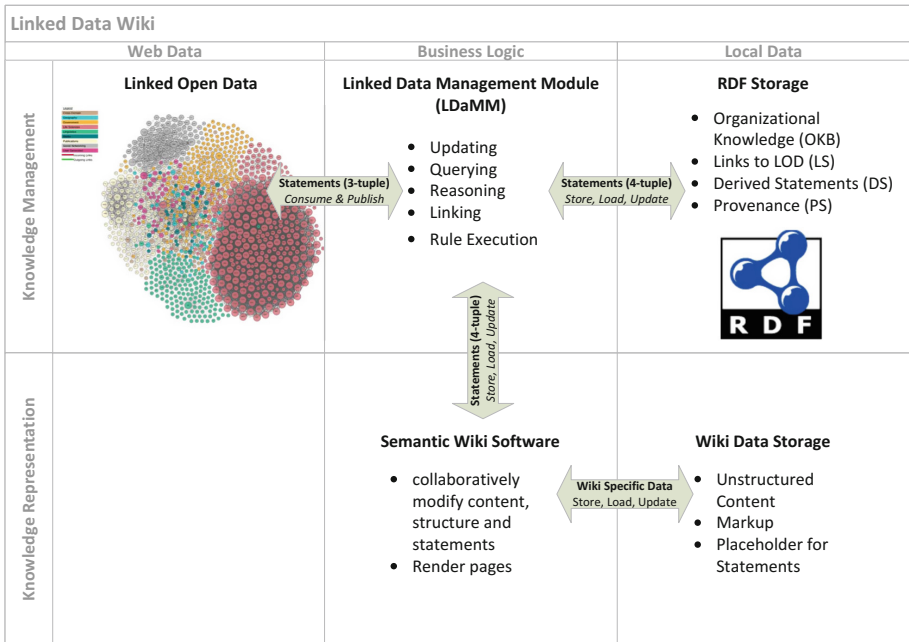 Linked Data Wiki
Web Data
Business Logic
Local Data
Knowledge Management
Linked Open Data
Statements (3-tuple)
Consume & Publish
Linked Data Management Module
(LDaMM)
• Updating
• Querying
• Reasoning
• Linking
• Rule Execution
Statements (4-tuple)
Store, Load, Update
RDF Storage
• Organizational
Knowledge (OKB)
• Links to LOD (LS)
• Derived Statements (DS)
• Provenance (PS)
RDF
Statements (4-tuple)
Store, Load, Update
Knowledge Representation
Semantic Wiki Software
• collaboratively
modify content,
structure and
statements
• Render pages
Wiki Specific Data
Store, Load, Update
Wiki Data Storage
• Unstructured
Content
• Markup
• Placeholder for
Statements